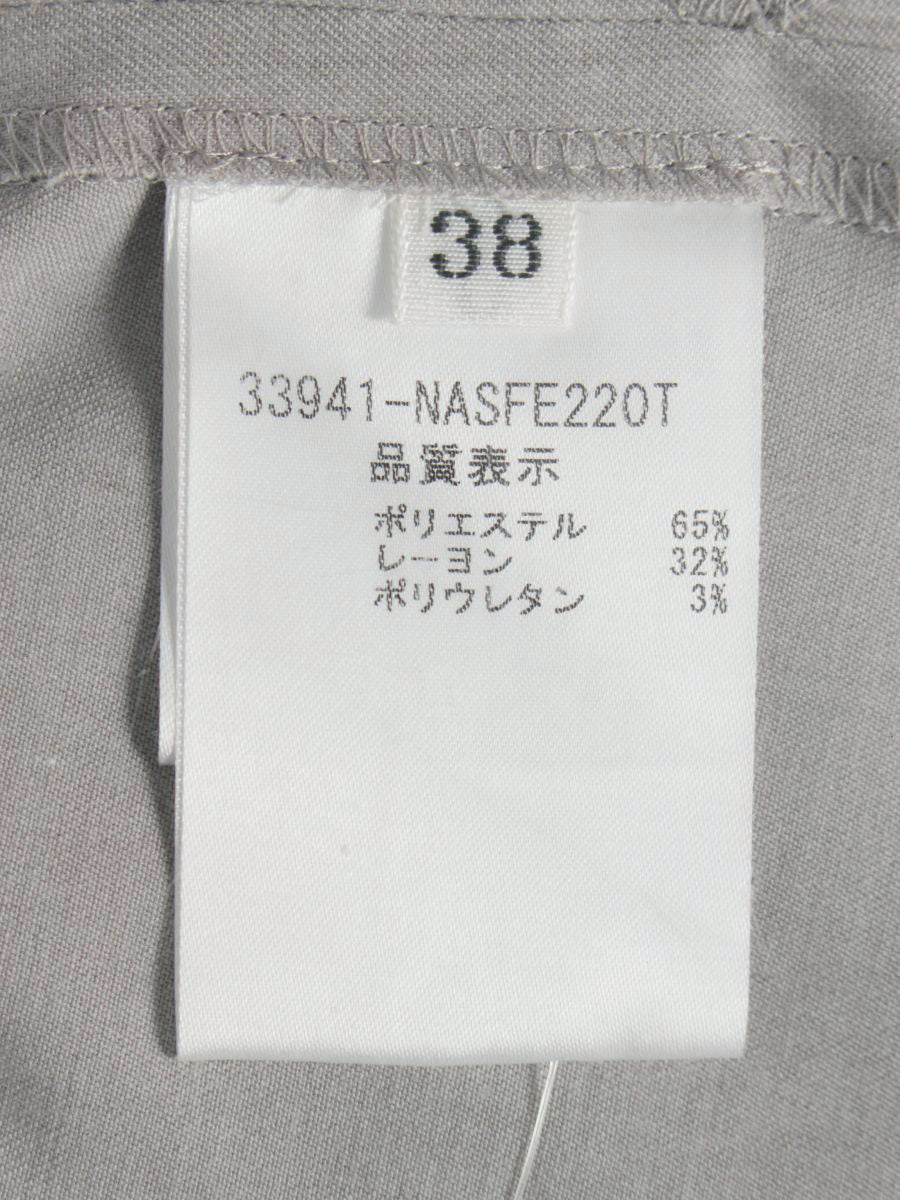 38
33941-NASFE220T
品質表示
ポリエステル 65%
レーヨン 32%
ポリウレタン 3%